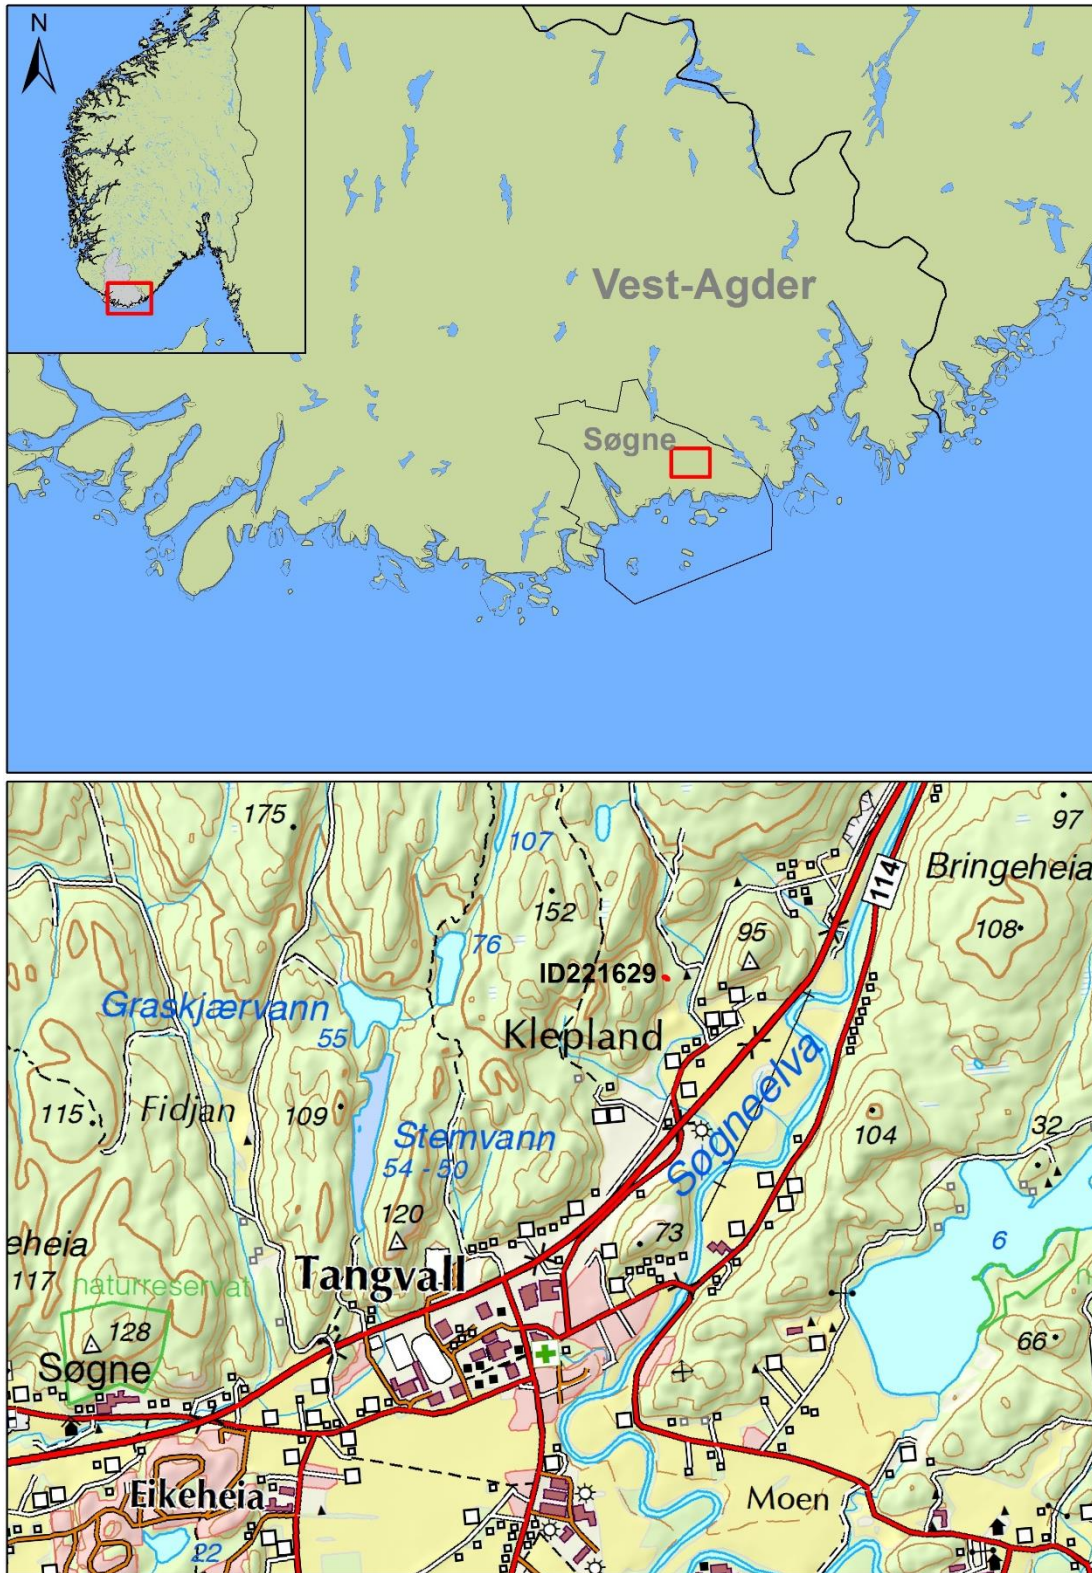 N
Vest-Agder
Søgne
175
107
97
114
Bringeheia
152
108
76
95
ID221629
Graskjærvann
55
Klepland
Søgneelva
115
Fidjan
109
104
32
Stemvann
54 - 50
120
73
6
eheia
117
Tangvall
naturreservat
n
128
66
Søgne
Eikeheia
Moen
22